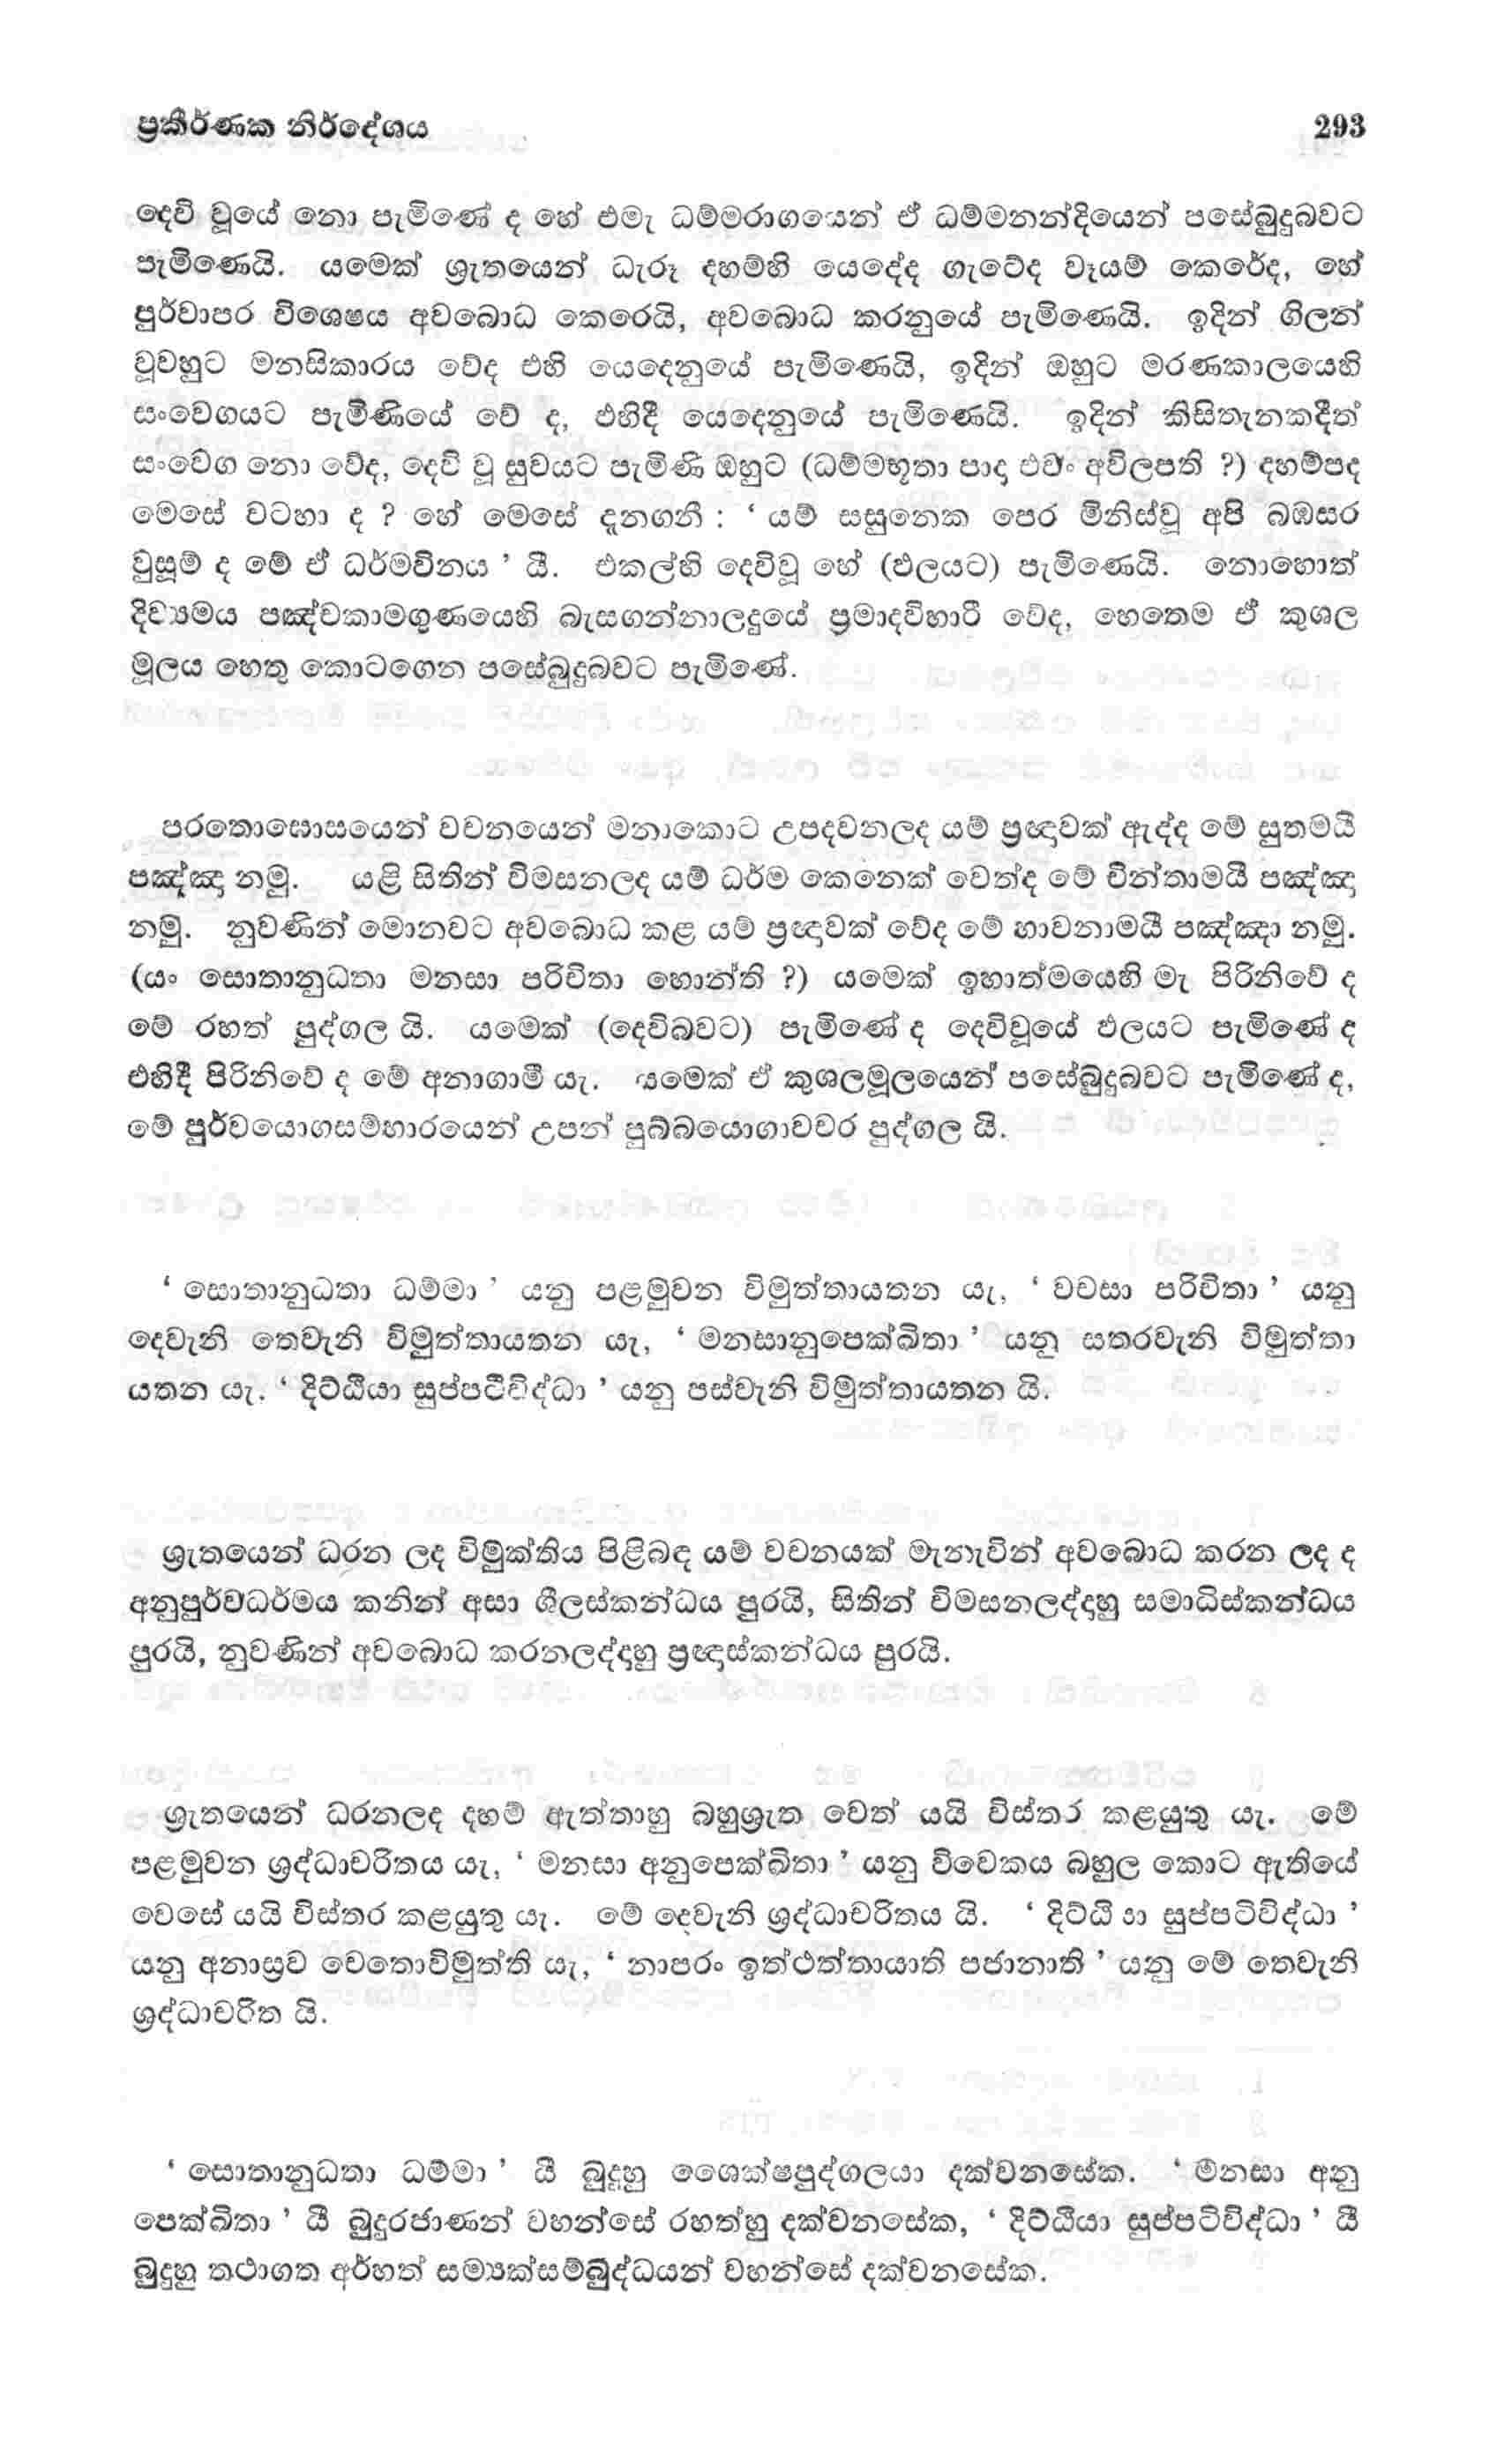 ප්‍රකීර්ණක නිර්දේශය 293
දෙවි වූයේ නො පැමිණේ ද හේ එමැ ධම්මරාගයෙන් ඒ ධම්මනන්දියෙන් පසේබුදුබවට
පැමිණෙයි. යමෙක් ශ්‍රැතයෙන් ධැරූ දහම්හි යෙදේද ගැටේද වෑයම් කෙරේද, හේ
පූර්වාපර විශෙෂය අවබොධ කෙරෙයි, අවබොධ කරනුයේ පැමිණෙයි. ඉදින් ගිලන්
වූවහුට මනසිකාරය වේද එහි යෙදෙනුයේ පැමිණෙයි, ඉදින් ඔහුට මරණකාලයෙහි
සංවෙගයට පැමිණියේ වේ ද, එහිදී යෙදෙනුයේ පැමිණෙයි. ඉදින් කිසිතැනකදීත්
සංවෙග නො වේද, දෙවි වූ සුවයට පැමිණි ඔහුට (ධම්මභූතා පාද එවං අවිලපති ?) දහම්පද
මෙසේ වටහා ද ? හේ මෙසේ දැනගනී : ‘ යම් සසුනෙක පෙර මිනිස්වූ අපි බඹසර
වුසූම් ද මේ ඒ ධර්මවිනය ’ යී. එකල්හි දෙවිවූ හේ (ඵලයට) පැමිණෙයි. නොහොත්
දිව්‍යමය පඤ්චකාමගුණයෙහි බැසගන්නාලදුයේ ප්‍රමාදවිහාරී වේද, හෙතෙම ඒ කුශල
මූලය හෙතු කොටගෙන පසේබුදුබවට පැමිණේ.
පරතොඝොසයෙන් වචනයෙන් මනාකොට උපදවනලද යම් ප්‍රඥාවක් ඇද්ද මේ සුතමයී
පඤ්ඤා නමූ. යළි සිතින් විමසනලද යම් ධර්ම කෙනෙක් වෙත්ද මේ චින්තාමයී පඤ්ඤා
නමු. නුවණින් මොනවට අවබොධ කළ යම් ප්‍රඥාවක් වේද මේ භාවනාමයී පඤ්ඤා නමු.
(යං සොතානුධතා මනසා පරිචිතා හොන්ති ?) යමෙක් ඉහාත්මයෙහි මැ පිරිනිවේ ද
මේ රහත් පුද්ගල යි. යමෙක් (දෙවිබවට) පැමිණේ ද දෙවිවූයේ ඵලයට පැමිණේ ද
එහිදී පිරිනිවේ ද මේ අනාගාමී යැ. යමෙක් ඒ කුශලමූලයෙන් පසේබුදුබවට පැමිණේ ද,
මේ පූර්වයොගසම්භාරයෙන් උපන් පුබ්බයොගාවචර පුද්ගල යි.
‘ සොතානුධතා ධම්මා ’ යනු පළමුවන විමුත්තායතන යැ, ‘ වචසා පරිචිතා ’ යනු
දෙවැනි තෙවැනි විමුත්තායතන යැ, ‘ මනසානුපෙක්ඛිතා ’ යනු සතරවැනි විමුත්තා
යතන යැ. ‘ දිට්ඨියා සුප්පටිවිද්ධා ’ යනු පස්වැනි විමුත්තායතන යි.
ශ්‍රැතයෙන් ධරන ලද විමුක්තිය පිළිබඳ යම් වචනයක් මැනැවින් අවබොධ කරන ලද ද
අනුපූර්වධර්මය කනින් අසා ශීලස්කන්ධය පුරයි, සිතින් විමසනලද්දාහු සමාධිස්කන්ධය
පුරයි, නුවණින් අවබොධ කරනලද්දාහු ප්‍රඥාස්කන්ධය පුරයි.
ශ්‍රැතයෙන් ධරනලද දහම් ඇත්තාහු බහුශ්‍රැත වෙත් යයි විස්තර කළයුතු යැ. මේ
පළමුවන ශ්‍රද්ධාචරිතය යැ, ‘ මනසා අනුපෙක්ඛිතා ’ යනු විවෙකය බහුල කොට ඇතියේ
වෙසේ යයි විස්තර කළයුතු යැ. මේ දෙවැනි ශ්‍රද්ධාචරිතය යි. ‘ දිට්ඨියා සුප්පටිවිද්ධා ’
යනු අනාස්‍රව චෙතොවිමුත්ති යැ, ‘ නාපරං ඉත්ථත්තායාති පජානාති ’ යනු මේ තෙවැනි
ශ්‍රද්ධාචරිත යි.
‘ සොතානුධතා ධම්මා ’ යී බුදුහු ශෛක්ෂපුද්ගලයා දක්වනසේක. ‘ මනසා අනු
පෙක්ඛිතා ’ යී බුදුරජාණන් වහන්සේ රහත්හු දක්වනසේක, ‘ දිට්ඨියා සුප්පටිවිද්ධා ’ යී
බුදුහු තථාගත අර්හත් සම්‍යක්සම්බුද්ධයන් වහන්සේ දක්වනසේක.